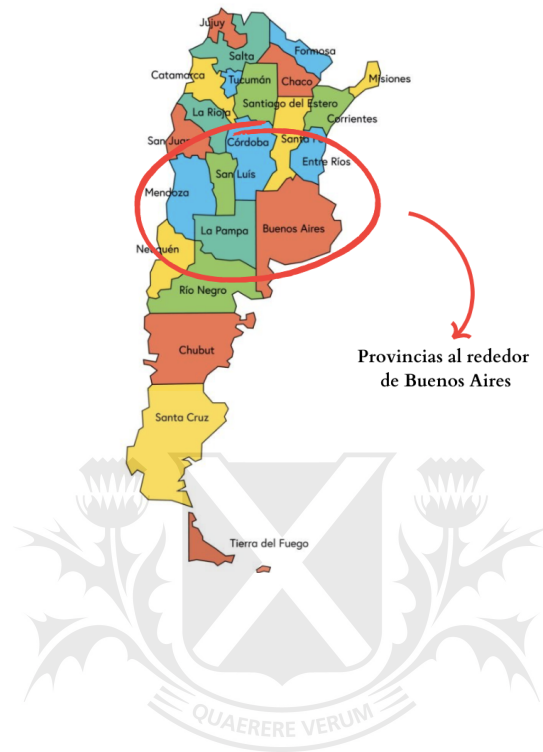 Jujuy
Salta
Formosa
Catamarca
Tucumán
Chaco
Misiones
Santiago del Estero
La Rioja
Corrientes
San Juan
Córdoba
Santa Fe
Entre Ríos
San Luís
Mendoza
La Pampa
Buenos Aires
Neuquén
Río Negro
Chubut
Provincias al rededor
de Buenos Aires
Santa Cruz
Tierra del Fuego
QUAERERE VERUM